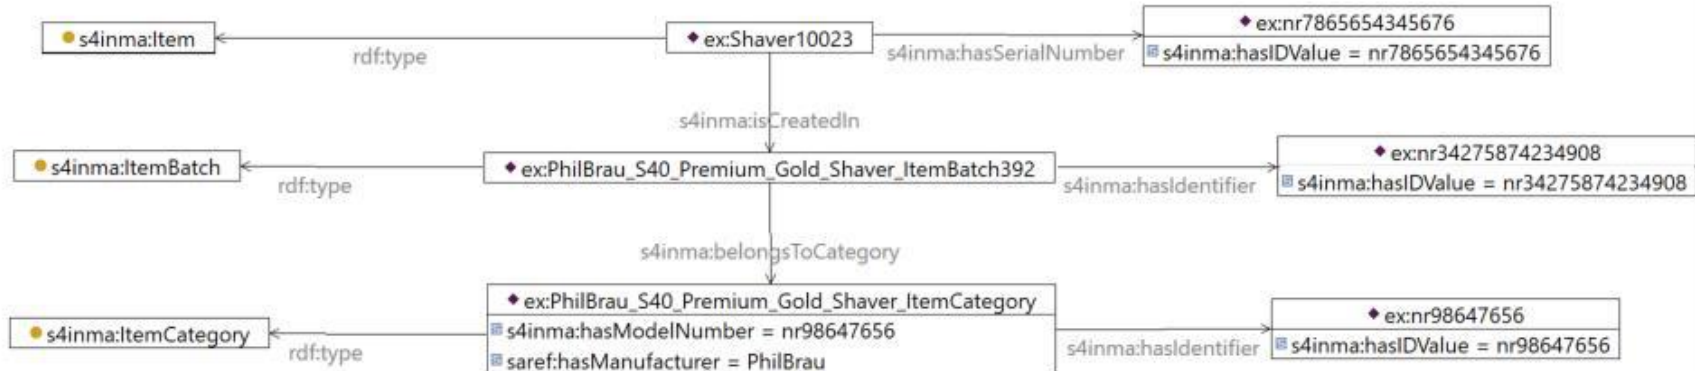 s4inma:Item
rdf:type
ex:Shaver10023
s4inma:hasSerialNumber
ex:nr7865654345676
s4inma:hasIDValue = nr7865654345676
s4inma:isCreatedIn
s4inma:ItemBatch
rdf:type
ex:PhilBrau_S40_Premium_Gold_Shaver_ItemBatch392
s4inma:hasIdentifier
ex:nr34275874234908
s4inma:hasIDValue = nr34275874234908
s4inma:belongsToCategory
s4inma:ItemCategory
rdf:type
ex:PhilBrau_S40_Premium_Gold_Shaver_ItemCategory
s4inma:hasModelNumber = nr98647656
saref:hasManufacturer = PhilBrau
s4inma:hasIdentifier
ex:nr98647656
s4inma:hasIDValue = nr98647656